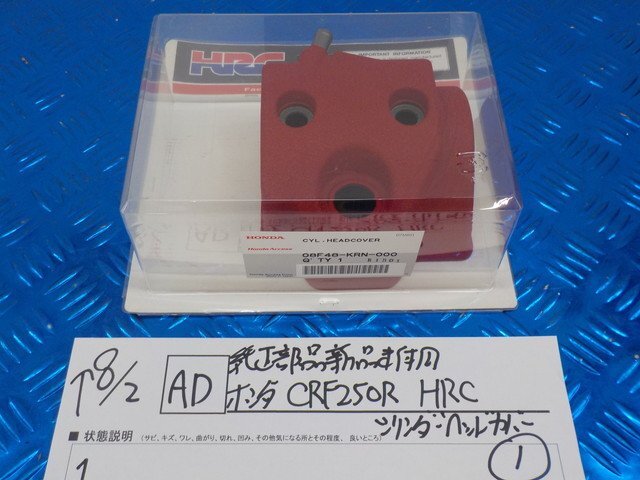 HRC
IMPORTANT INFORMATION
HONDA
Honda Access
CYL.HEADCOVER
08F48-KRN-000
Q'TY 1
↑8/2
AD
純正部品新品未使用
ホンダ CRF250R HRC
シリンダーヘッドカバー
■ 状態説明 (サビ、キズ、ワレ、曲がり、切れ、凹み、その他気になる所とその程度、良いところ)
1
①